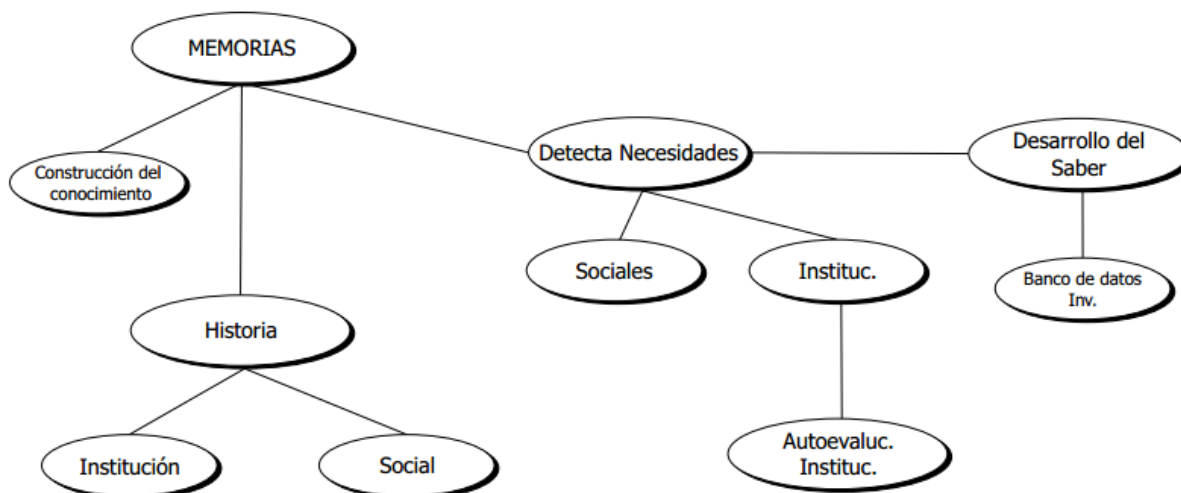 MEMORIAS
Construcción del
conocimiento
Detecta Necesidades
Desarrollo del
Saber
Sociales
Instituc.
Banco de datos
Inv.
Historia
Institución
Social
Autoevaluc.
Instituc.